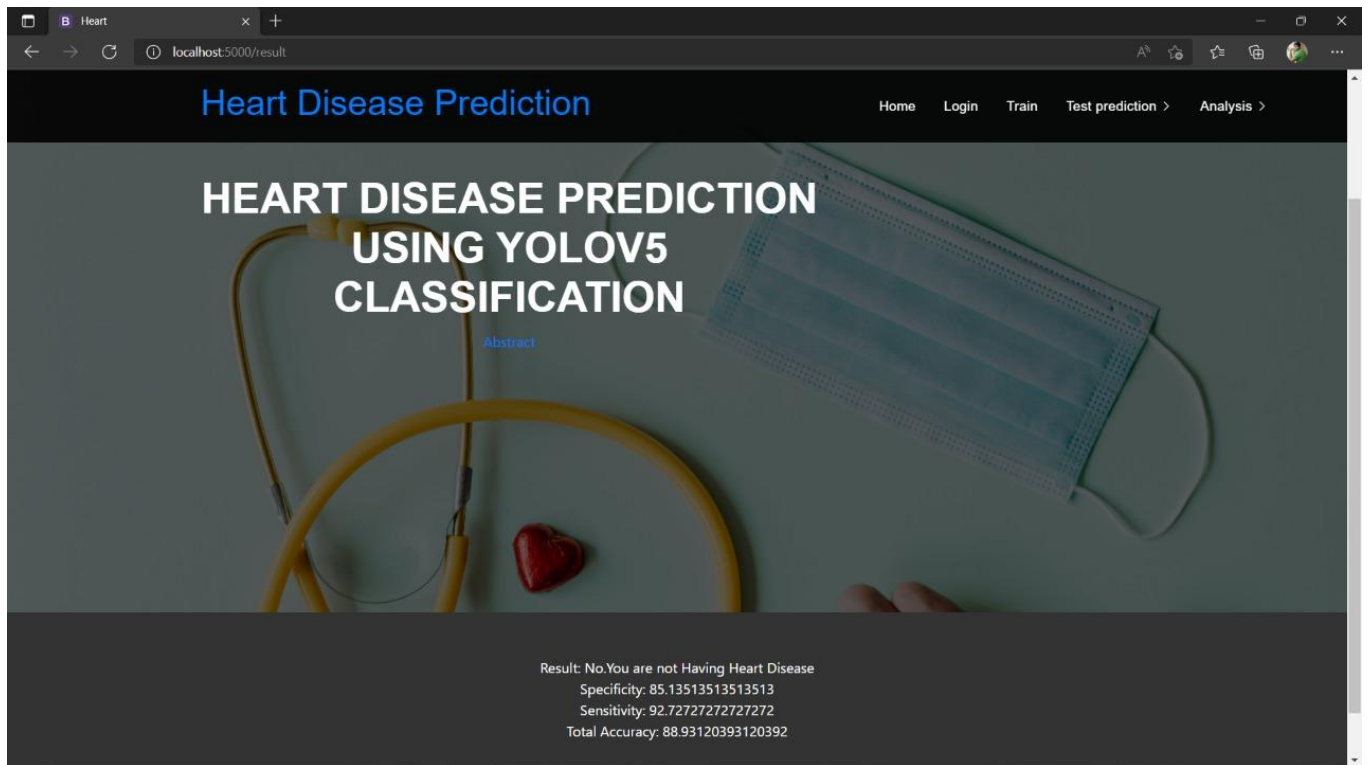 Heart
localhost:5000/result
Heart Disease Prediction
Home Login Train Test prediction > Analysis >
HEART DISEASE PREDICTION
USING YOLOV5
CLASSIFICATION
Abstract
Result: No.You are not Having Heart Disease
Specificity: 85.13513513513513
Sensitivity: 92.72727272727272
Total Accuracy: 88.93120393120392